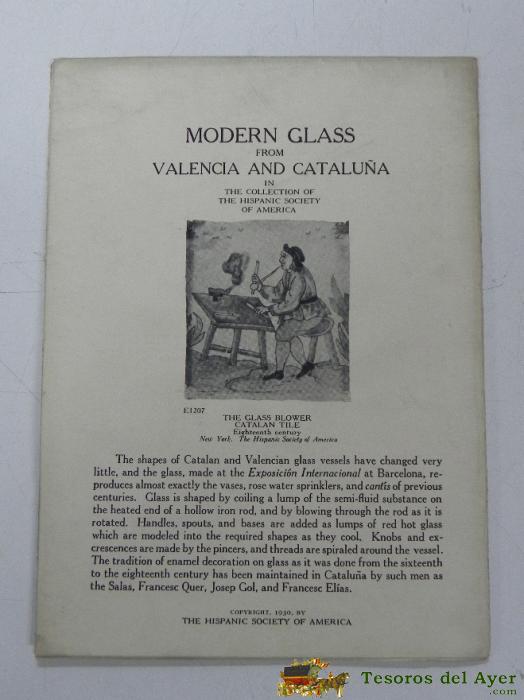 MODERN GLASS
FROM
VALENCIA AND CATALUÑA
IN
THE COLLECTION OF
THE HISPANIC SOCIETY
OF AMERICA
E1207
THE GLASS BLOWER
CATALAN TILE
Eighteenth century
New York. The Hispanic Society of America
The shapes of Catalan and Valencian glass vessels have changed very
little, and the glass, made at the Exposición Internacional at Barcelona, re-
produces almost exactly the vases, rose water sprinklers, and cantîs of previous
centuries. Glass is shaped by coiling a lump of the semi-fluid substance on
the heated end of a hollow iron rod, and by blowing through the rod as it is
rotated. Handles, spouts, and bases are added as lumps of red hot glass
which are modeled into the required shapes as they cool. Knobs and ex-
crescences are made by the pincers, and threads are spiraled around the vessel.
The tradition of enamel decoration on glass as it was done from the sixteenth
to the eighteenth century has been maintained in Cataluña by such men as
the Salas, Francesc Quer, Josep Gol, and Francesc Elías.
COPYRIGHT, 1930, BY
THE HISPANIC SOCIETY OF AMERICA
Tesoros del Ayer
.com